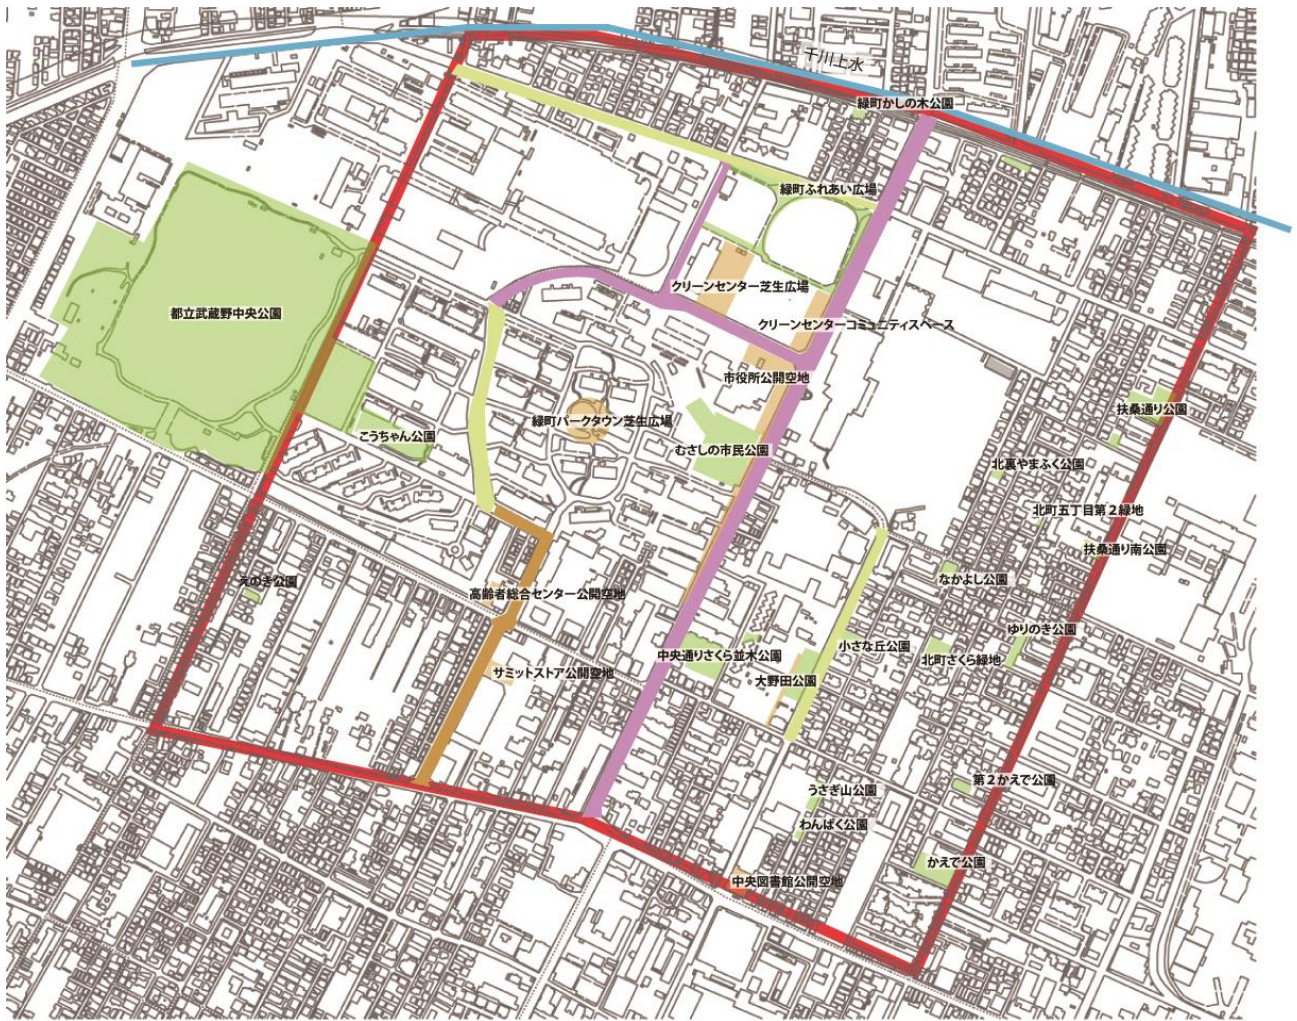 千川上水
緑町かしの木公園
緑町ふれあい広場
クリーンセンター芝生広場
都立武蔵野中央公園
クリーンセンターコミュニティスペース
市役所公開空地
扶桑通り公園
緑町パークタウン芝生広場
こうちゃん公園
むさしの市民公園
北裏やまふく公園
北町五丁目第2緑地
扶桑通り南公園
えのき公園
なかよし公園
高齢者総合センター公開空地
ゆりのき公園
小さな丘公園
中央通りさくら並木公園
北町さくら緑地
サミットストア公開空地
大野田公園
第2かえで公園
うさぎ山公園
わんぱく公園
かえで公園
中央図書館公開空地